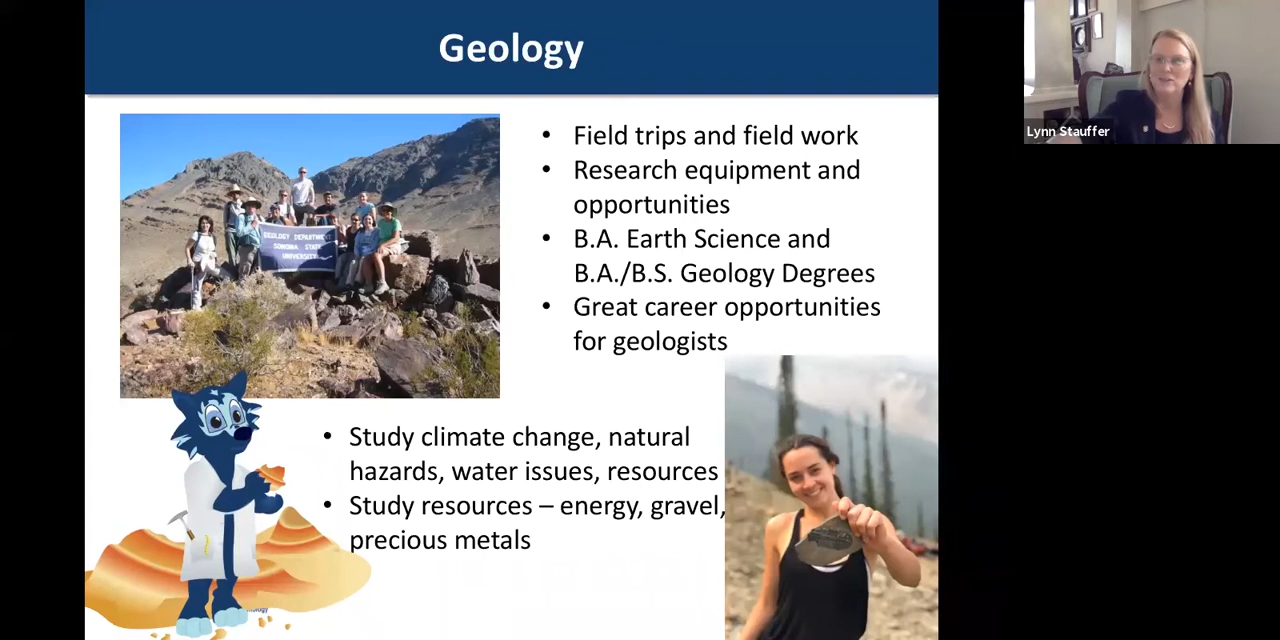 Geology
GEOLOGY DEPARTMENT
SONOMA STATE
UNIVERSITY
• Field trips and field work
• Research equipment and
opportunities
• B.A. Earth Science and
B.A./B.S. Geology Degrees
• Great career opportunities
for geologists
• Study climate change, natural
hazards, water issues, resources
• Study resources – energy, gravel,
precious metals
Lynn Stauffer